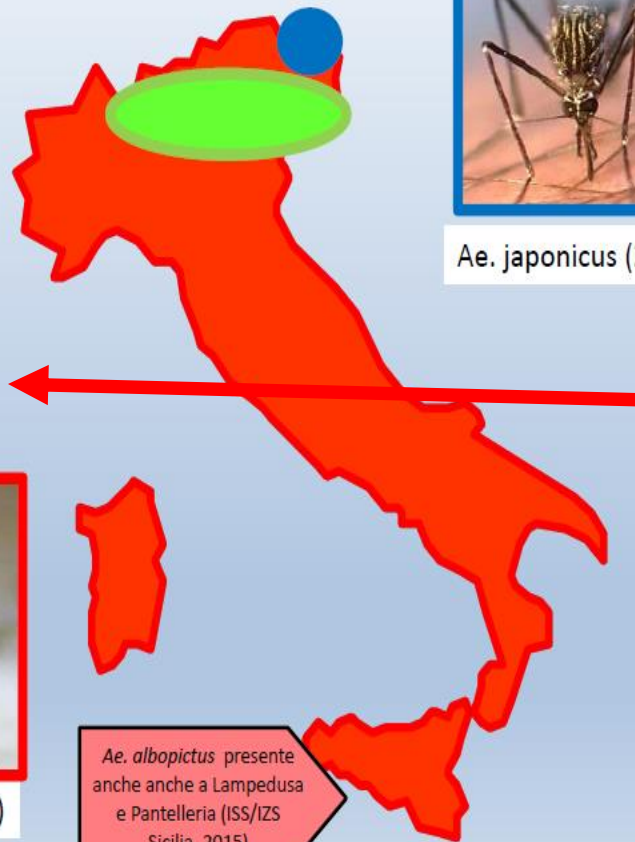 Ae. japonicus (
)
Ae. albopictus presente
anche anche a Lampedusa
e Pantelleria (ISS/IZS
Sicilia, 2015)